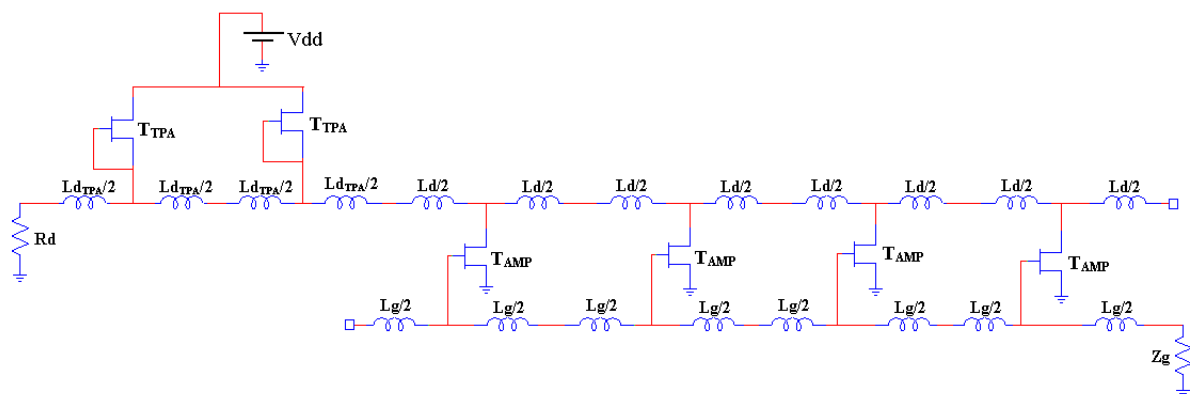 Vdd
TTPA
TTPA
LdTPA/2 LdTPA/2 LdTPA/2 LdTPA/2 Ld/2 Ld/2 Ld/2 Ld/2 Ld/2 Ld/2 Ld/2 Ld/2
Rd
TAMP TAMP TAMP TAMP
Lg/2 Lg/2 Lg/2 Lg/2 Lg/2 Lg/2 Lg/2 Lg/2
Zg